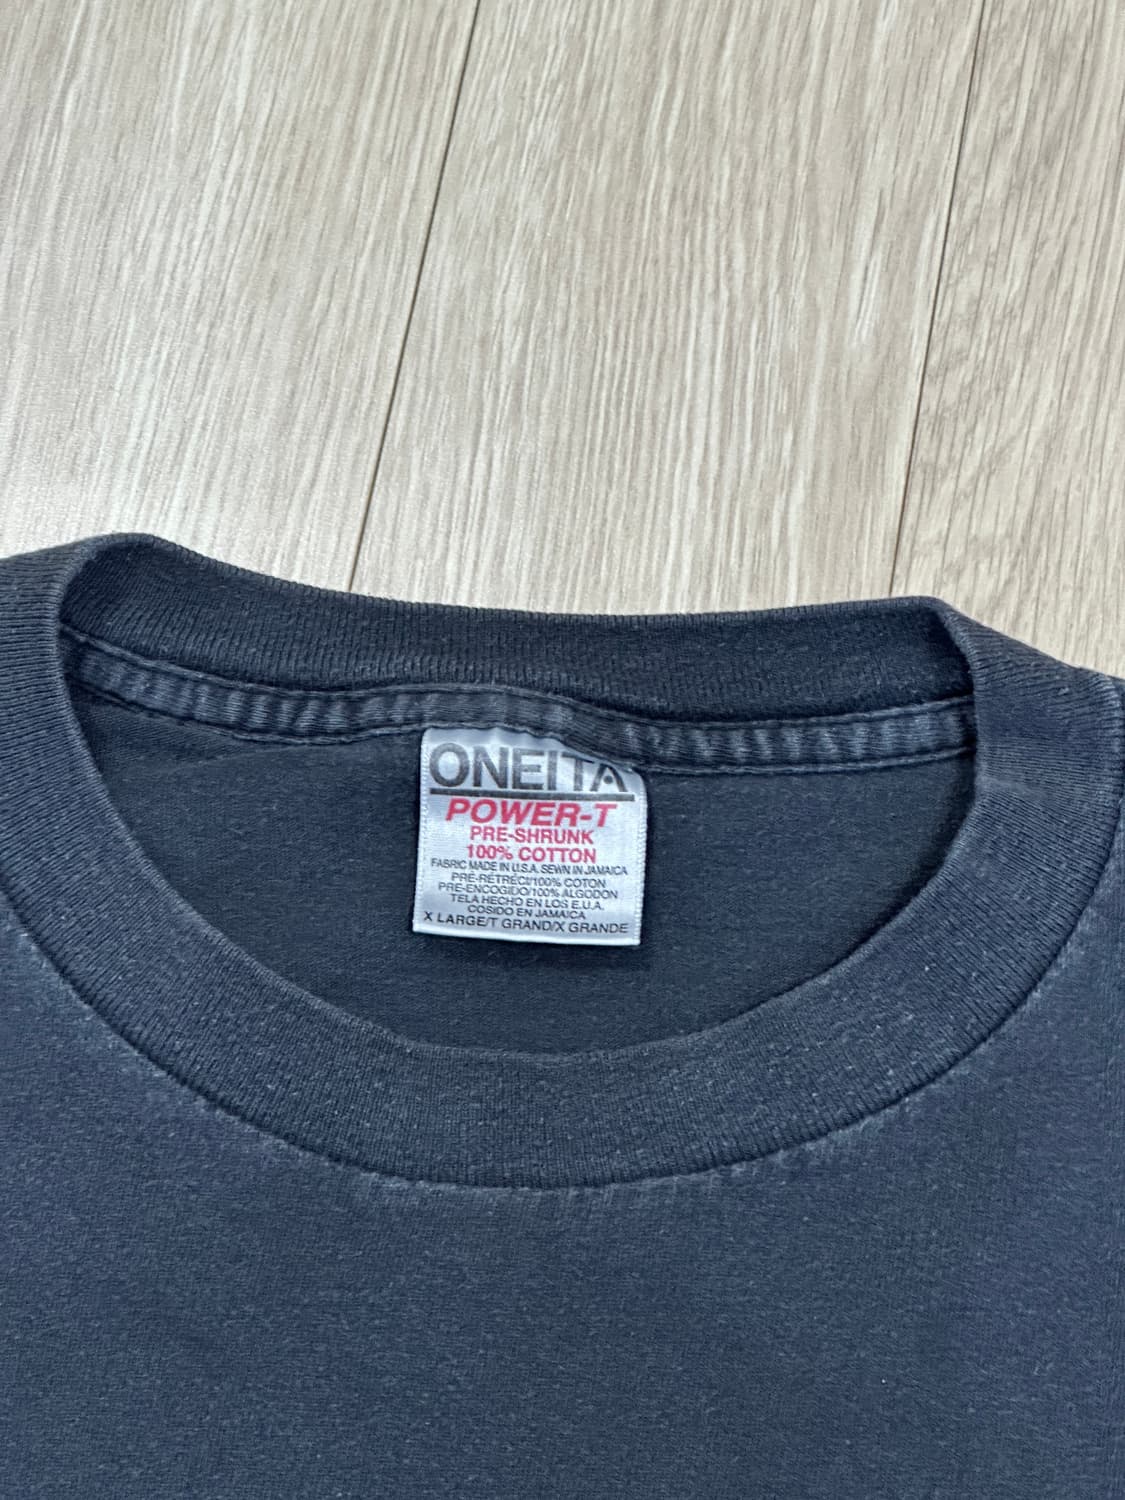 ONEITA
POWER-T
PRE-SHRUNK
100% COTTON
FABRIC MADE IN U.S.A. SEWN IN JAMAICA
PRÉ-RÉTRÉCI/100% COTON
PRE-ENCOGIDO/100% ALGODON
TELA HECHO EN LOS E.U.A.
COSIDO EN JAMAICA
X LARGE/T GRAND/X GRANDE